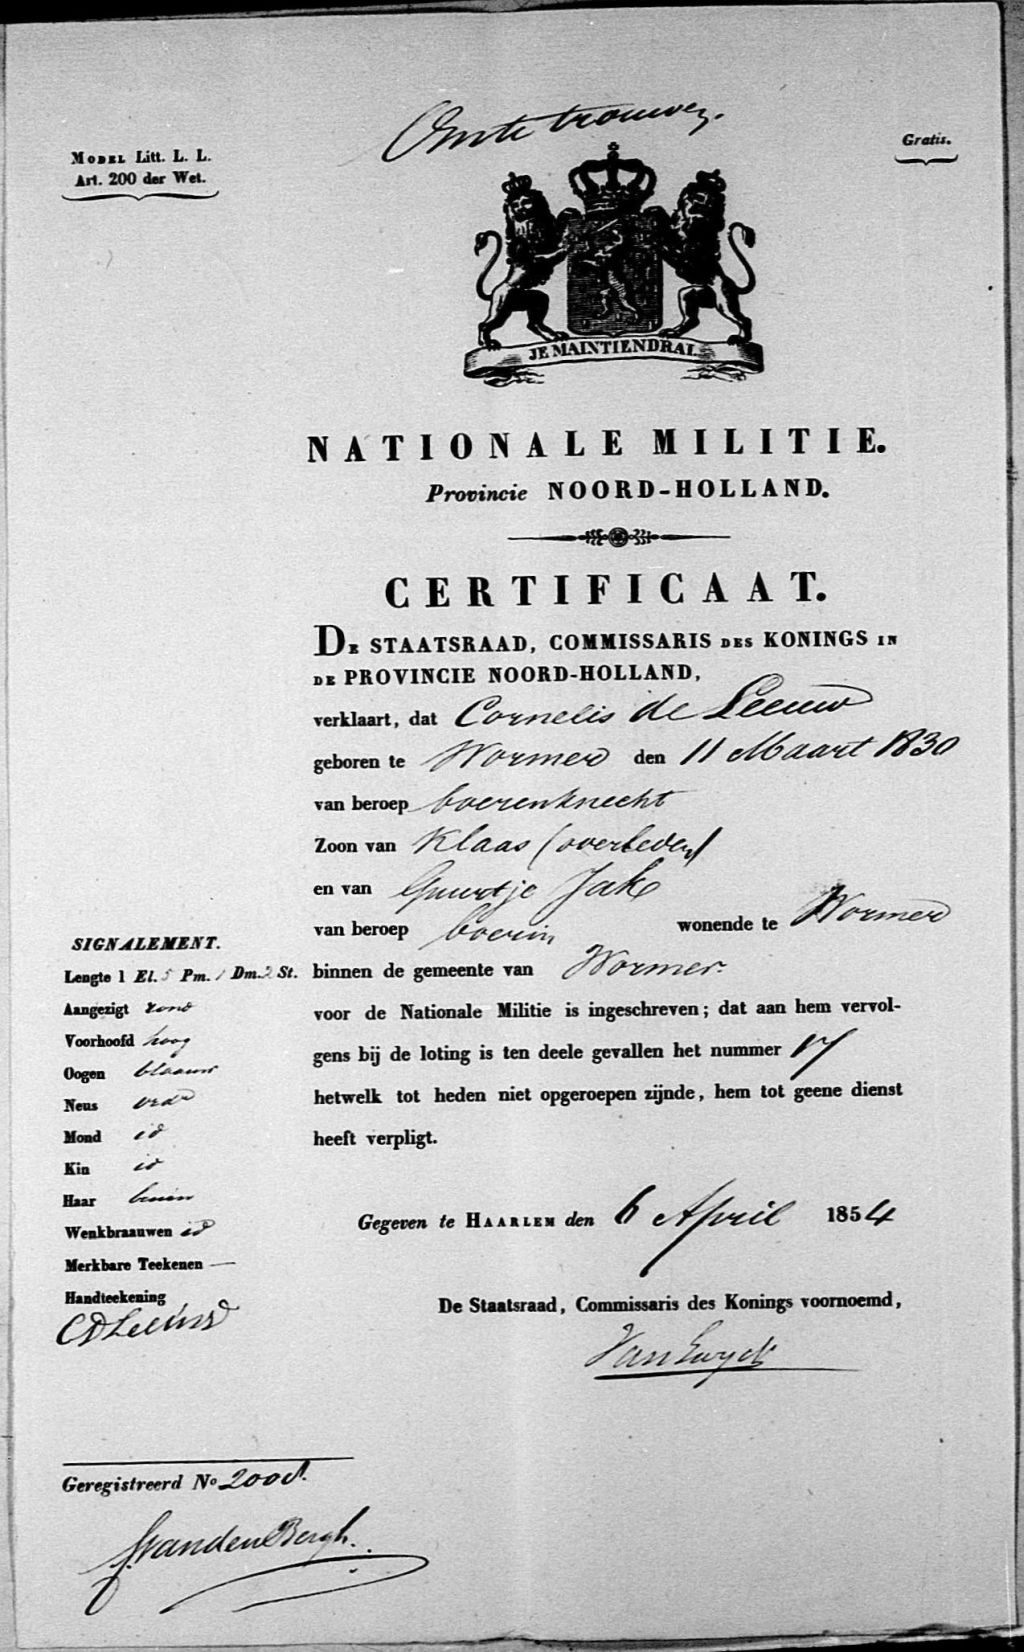 Om te trouwen.
MODEL Litt. L. L.
Art. 200 der Wet.
Gratis.
JE MAINTIENDRAI
NATIONALE MILITIE.
Provincie NOORD-HOLLAND.
CERTIFICAAT.
DE STAATSRAAD, COMMISSARIS DES KONINGS IN
DE PROVINCIE NOORD-HOLLAND,
verklaart, dat Cornelis de Leeuw
geboren te Wormer den 11 Maart 1830
van beroep boerenknecht
Zoon van Klaas (overleden)
en van Guurtje Jak
van beroep boerin wonende te Wormer
binnen de gemeente van Wormer.
voor de Nationale Militie is ingeschreven; dat aan hem vervol-
gens bij de loting is ten deele gevallen het nummer 17
hetwelk tot heden niet opgeroepen zijnde, hem tot geene dienst
heeft verpligt.
Gegeven te HAARLEM den 6 April 1854
De Staatsraad, Commissaris des Konings voornoemd,
Van Ewyck
SIGNALEMENT.
Lengte 1 El. 5 Pm. 1 Dm. 2 St.
Aangezigt rond
Voorhoofd hoog
Oogen blaauw
Neus ord
Mond id
Kin id
Haar bruin
Wenkbraauwen id
Merkbare Teekenen —
Handteekening
C D Leeuw
Geregistreerd No 200
van den Bergh.